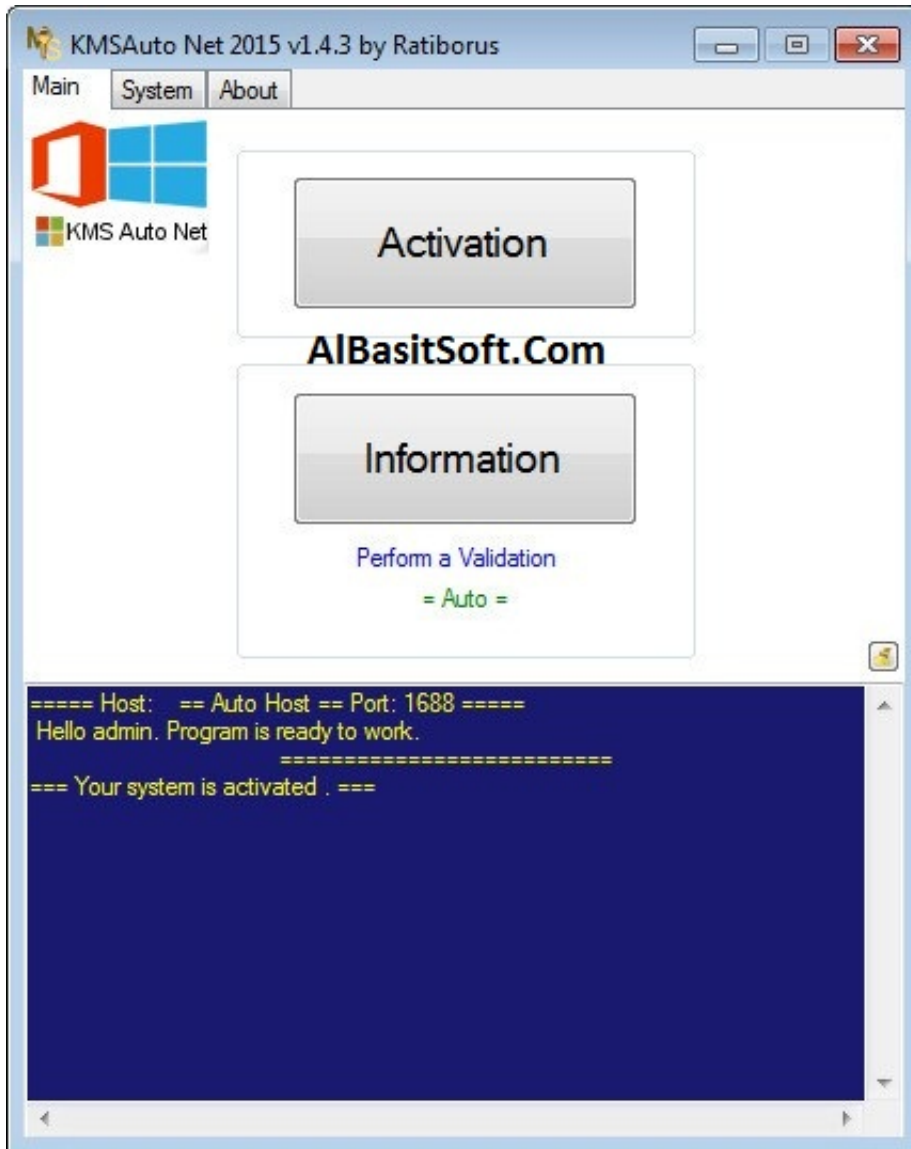 KMSAuto Net 2015 v1.4.3 by Ratiborus
Main System About
KMS Auto Net
Activation
AlBasitSoft.Com
Information
Perform a Validation
= Auto =
===== Host: == Auto Host == Port: 1688 =====
Hello admin. Program is ready to work.
==========================
=== Your system is activated . ===